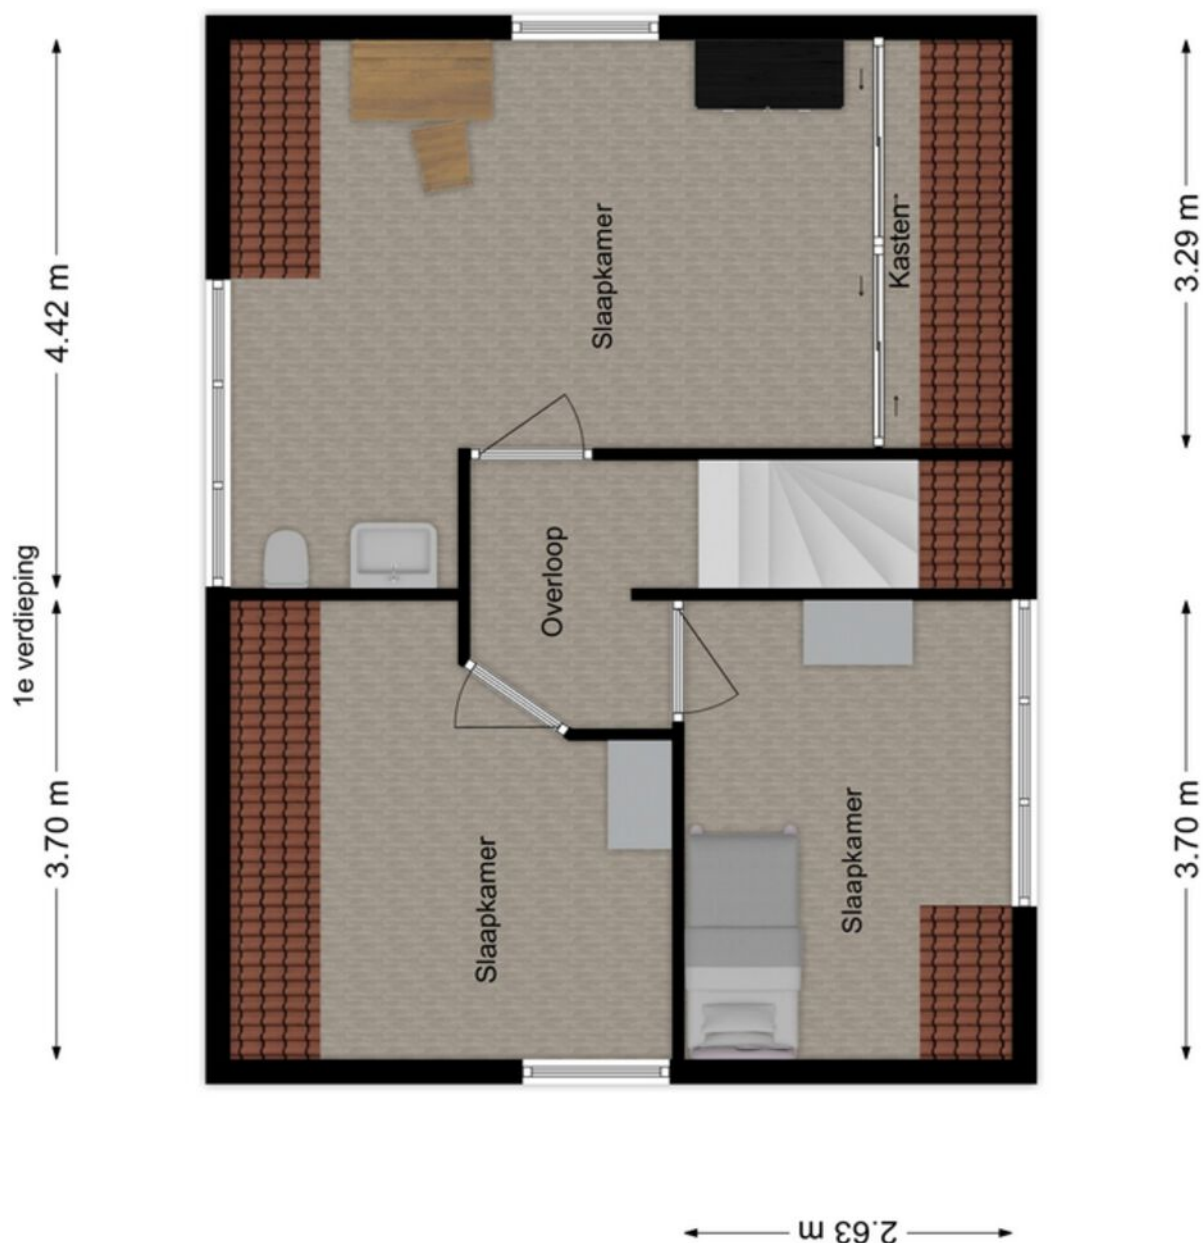 4.42 m
3.29 m
Slaapkamer
Kasten
Overloop
1e verdieping
3.70 m
3.70 m
Slaapkamer
Slaapkamer
2.63 m